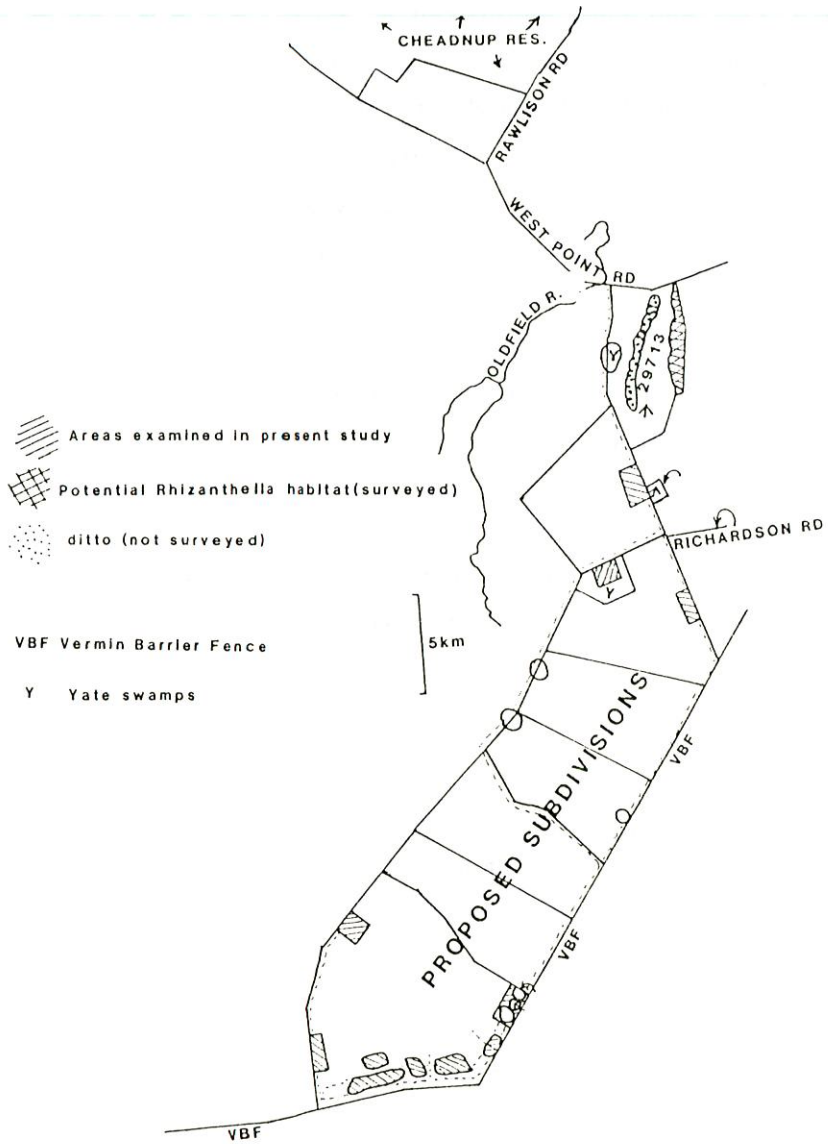 CHEADNUP RES.
RAWLISON RD
WEST POINT RD
OLDFIELD R.
Y
29713
Areas examined in present study
Potential Rhizanthella habitat(surveyed)
ditto (not surveyed)
RICHARDSON RD
Y
VBF Vermin Barrier Fence
5km
Y Yate swamps
PROPOSED SUBDIVISIONS
VBF
VBF
VBF